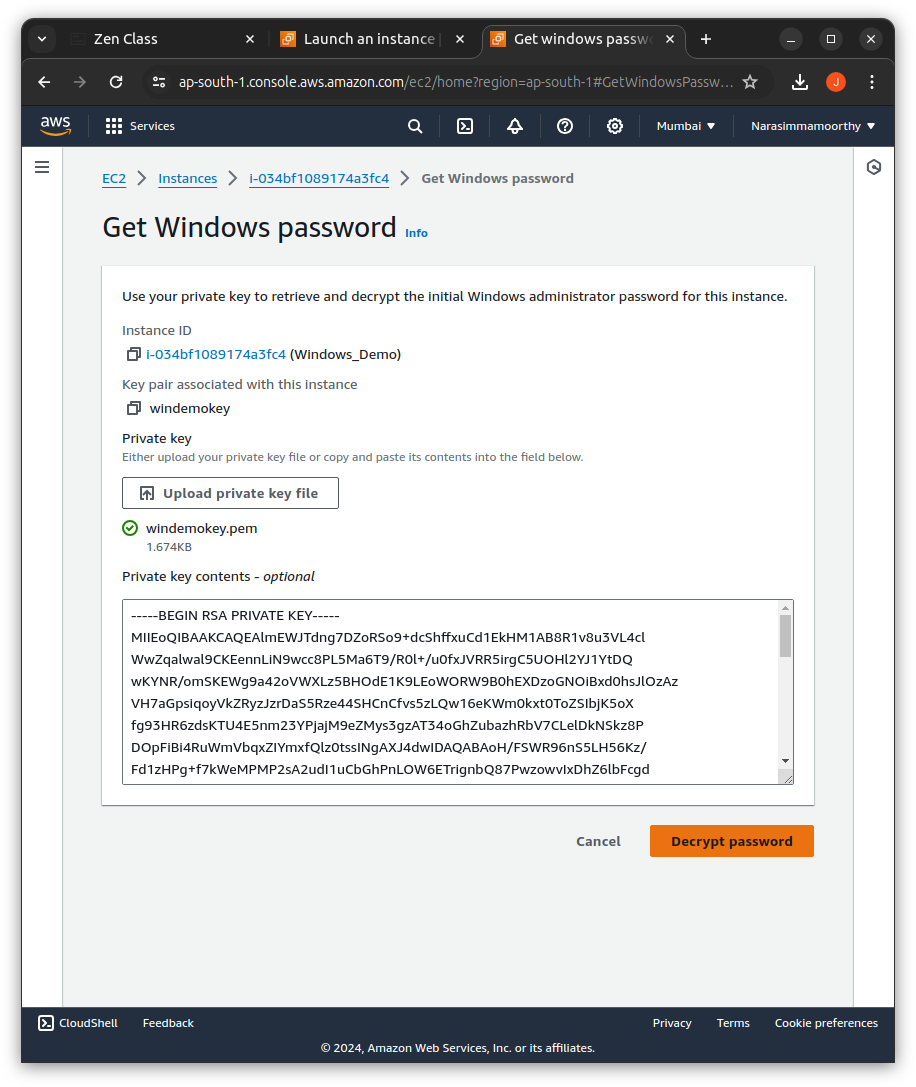 Zen Class
Launch an instance
Get windows passw
ap-south-1.console.aws.amazon.com/ec2/home?region=ap-south-1#GetWindowsPassw...
J
aws
Services
Mumbai
Narasimmamoorthy
EC2 Instances i-034bf1089174a3fc4 Get Windows password
Get Windows password Info
Use your private key to retrieve and decrypt the initial Windows administrator password for this instance.
Instance ID
i-034bf1089174a3fc4 (Windows_Demo)
Key pair associated with this instance
windemokey
Private key
Either upload your private key file or copy and paste its contents into the field below.
Upload private key file
windemokey.pem
1.674KB
Private key contents - optional
-----BEGIN RSA PRIVATE KEY-----
MIIEoQIBAAKCAQEAlmEWJTdng7DZoRSo9+dcShffxuCd1EkHM1AB8R1v8u3VL4cl
WwZqalwal9CKEennLiN9wcc8PL5Ma6T9/R0l+/u0fxJVRR5irgC5UOHl2YJ1YtDQ
wKYNR/omSKEWg9a42oVWXLz5BHOdE1K9LEoWORW9B0hEXDzoGNOiBxd0hsJlOzAz
VH7aGpsiqoyVkZRyzJzrDaS5Rze44SHCnCfvs5zLQw16eKWm0kxt0ToZSIbjK5oX
fg93HR6zdsKTU4E5nm23YPjajM9eZMys3gzAT34oGhZubazhRbV7CLelDkNSkz8P
DOpFiBi4RuWmVbqxZIYmxfQlz0tssINgAXJ4dwIDAQABAoH/FSWR96nS5LH56Kz/
Fd1zHPg+f7kWeMPMP2sA2udI1uCbGhPnLOW6ETrignbQ87PwzowvIxDhZ6lbFcgd
Cancel
Decrypt password
CloudShell
Feedback
Privacy
Terms
Cookie preferences
© 2024, Amazon Web Services, Inc. or its affiliates.